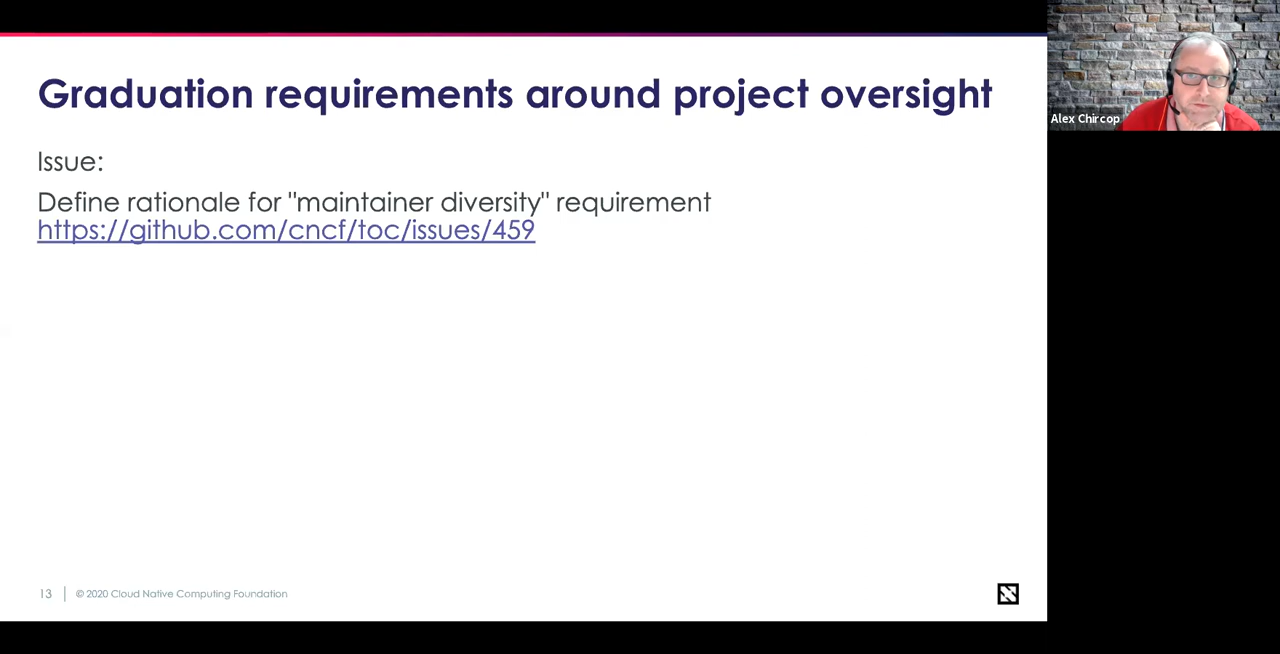 Graduation requirements around project oversight
Issue:
Define rationale for "maintainer diversity" requirement
https://github.com/cncf/toc/issues/459
13
© 2020 Cloud Native Computing Foundation
Alex Chircop